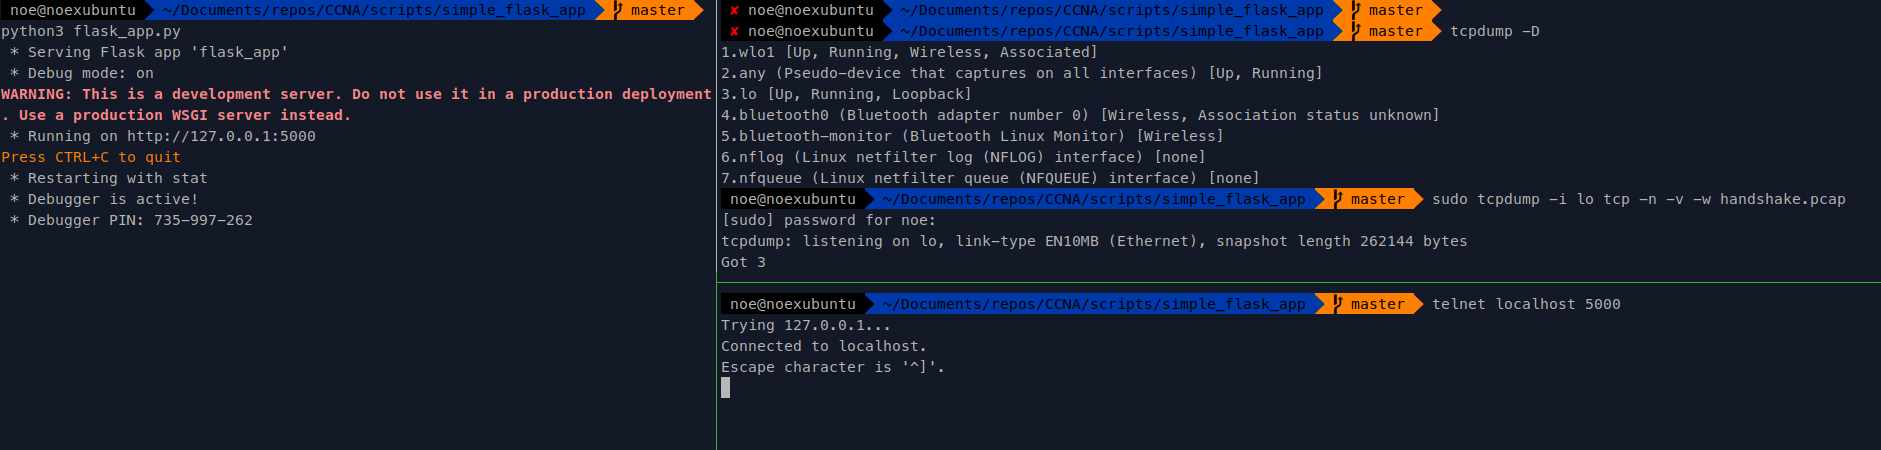 noe@noexubuntu ~/Documents/repos/CCNA/scripts/simple_flask_app master
python3 flask_app.py
* Serving Flask app 'flask_app'
* Debug mode: on
WARNING: This is a development server. Do not use it in a production deployment
. Use a production WSGI server instead.
* Running on http://127.0.0.1:5000
Press CTRL+C to quit
* Restarting with stat
* Debugger is active!
* Debugger PIN: 735-997-262
✘ noe@noexubuntu ~/Documents/repos/CCNA/scripts/simple_flask_app master
✘ noe@noexubuntu ~/Documents/repos/CCNA/scripts/simple_flask_app master tcpdump -D
1.wlo1 [Up, Running, Wireless, Associated]
2.any (Pseudo-device that captures on all interfaces) [Up, Running]
3.lo [Up, Running, Loopback]
4.bluetooth0 (Bluetooth adapter number 0) [Wireless, Association status unknown]
5.bluetooth-monitor (Bluetooth Linux Monitor) [Wireless]
6.nflog (Linux netfilter log (NFLOG) interface) [none]
7.nfqueue (Linux netfilter queue (NFQUEUE) interface) [none]
noe@noexubuntu ~/Documents/repos/CCNA/scripts/simple_flask_app master sudo tcpdump -i lo tcp -n -v -w handshake.pcap
[sudo] password for noe:
tcpdump: listening on lo, link-type EN10MB (Ethernet), snapshot length 262144 bytes
Got 3
noe@noexubuntu ~/Documents/repos/CCNA/scripts/simple_flask_app master telnet localhost 5000
Trying 127.0.0.1...
Connected to localhost.
Escape character is '^]'.